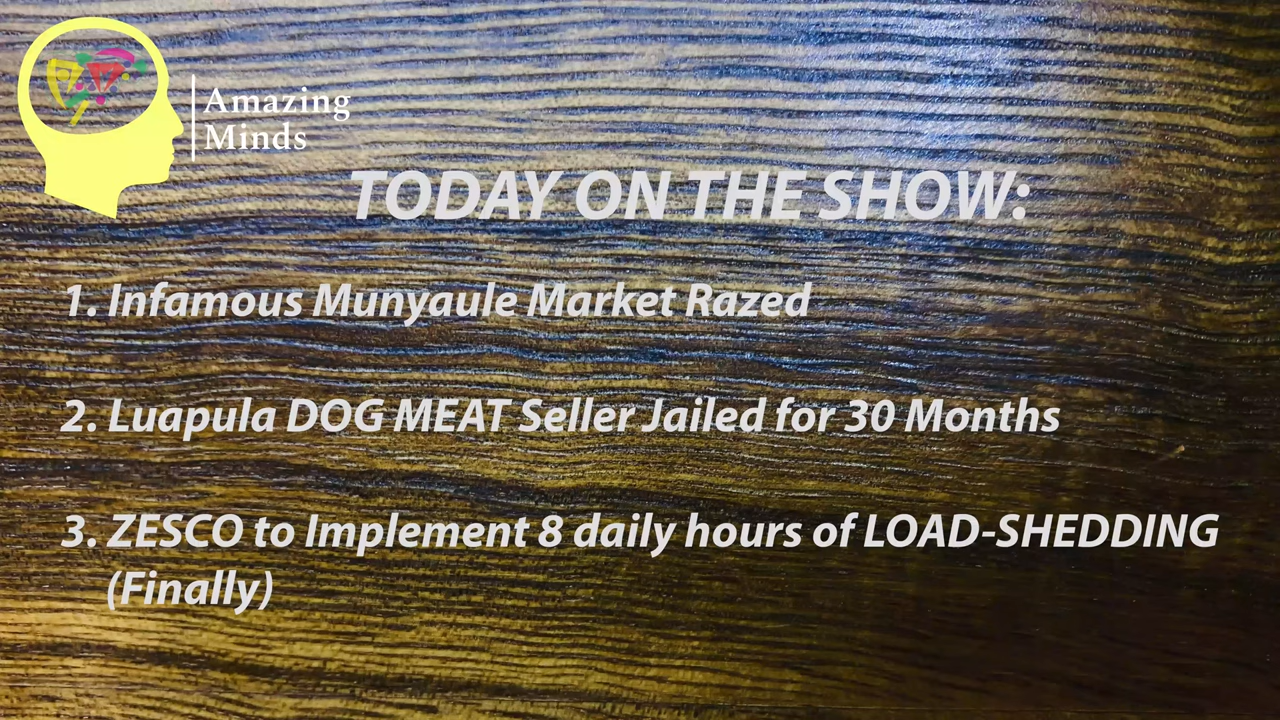 Amazing
Minds
TODAY ON THE SHOW:
1. Infamous Munyaule Market Razed
2. Luapula DOG MEAT Seller Jailed for 30 Months
3. ZESCO to Implement 8 daily hours of LOAD-SHEDDING
(Finally)